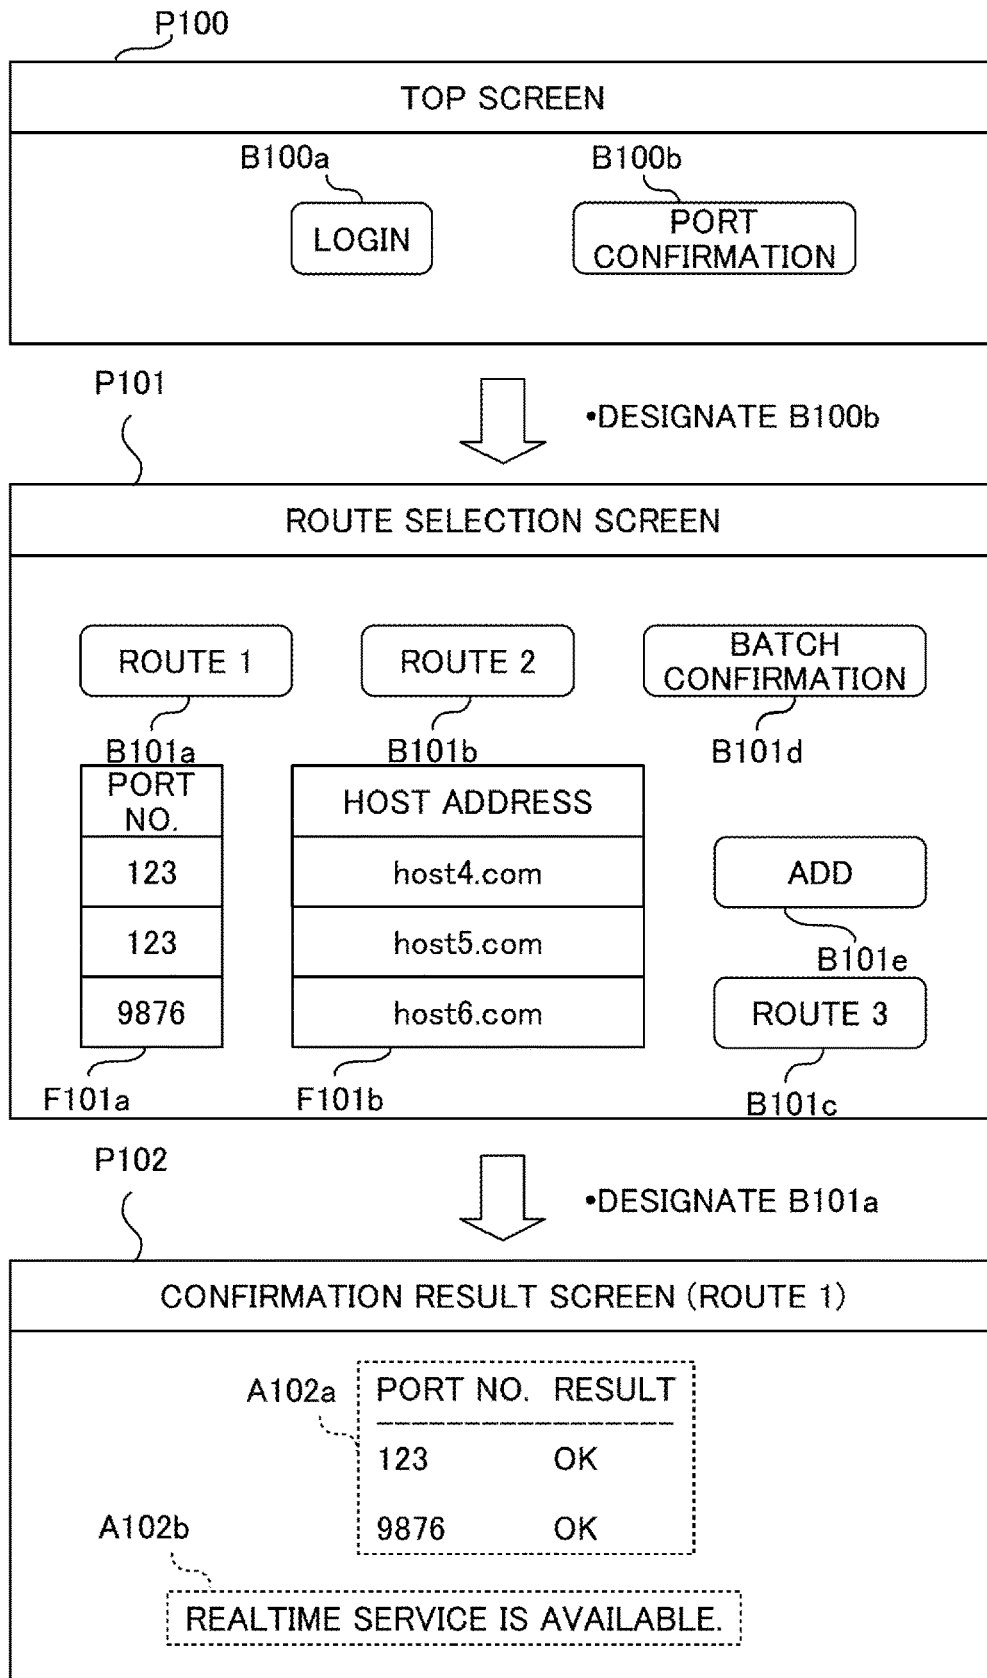 P100
TOP SCREEN
B100a
B100b
LOGIN
PORT
CONFIRMATION
P101
•DESIGNATE B100b
ROUTE SELECTION SCREEN
ROUTE 1
ROUTE 2
BATCH
CONFIRMATION
B101a
B101b
B101d
PORT
NO.
HOST ADDRESS
123
host4.com
ADD
123
host5.com
B101e
9876
host6.com
ROUTE 3
F101a
F101b
B101c
P102
•DESIGNATE B101a
CONFIRMATION RESULT SCREEN (ROUTE 1)
A102a
PORT NO. RESULT
123 OK
9876 OK
A102b
REALTIME SERVICE IS AVAILABLE.